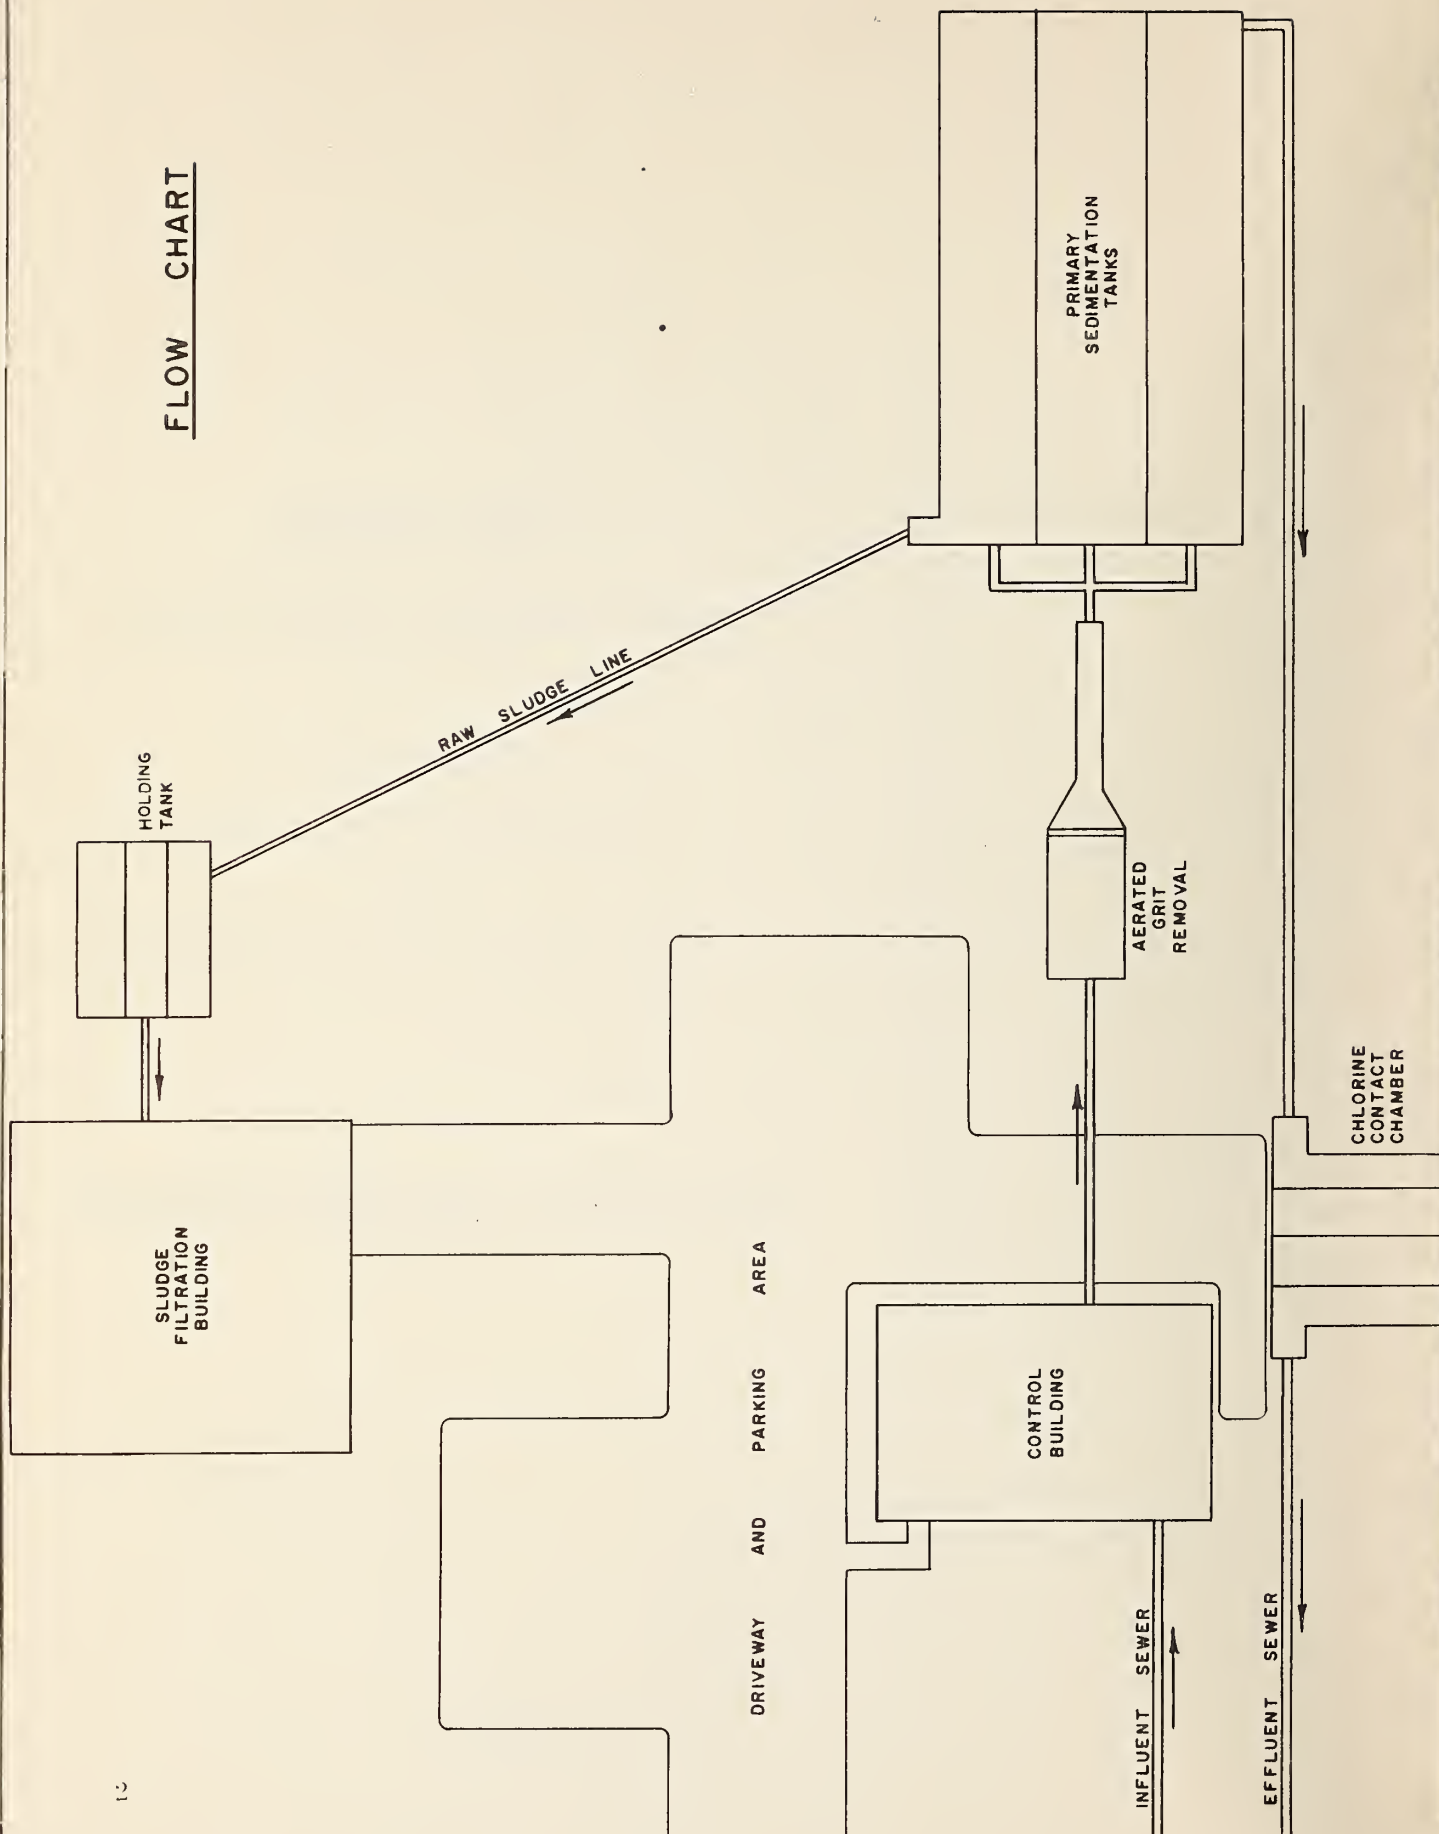 FLOW CHART
HOLDING
TANK
RAW SLUDGE LINE
SLUDGE
FILTRATION
BUILDING
PRIMARY
SEDIMENTATION
TANKS
AERATED
GRIT
REMOVAL
DRIVEWAY AND PARKING AREA
CONTROL
BUILDING
CHLORINE
CONTACT
CHAMBER
INFLUENT SEWER
EFFLUENT SEWER